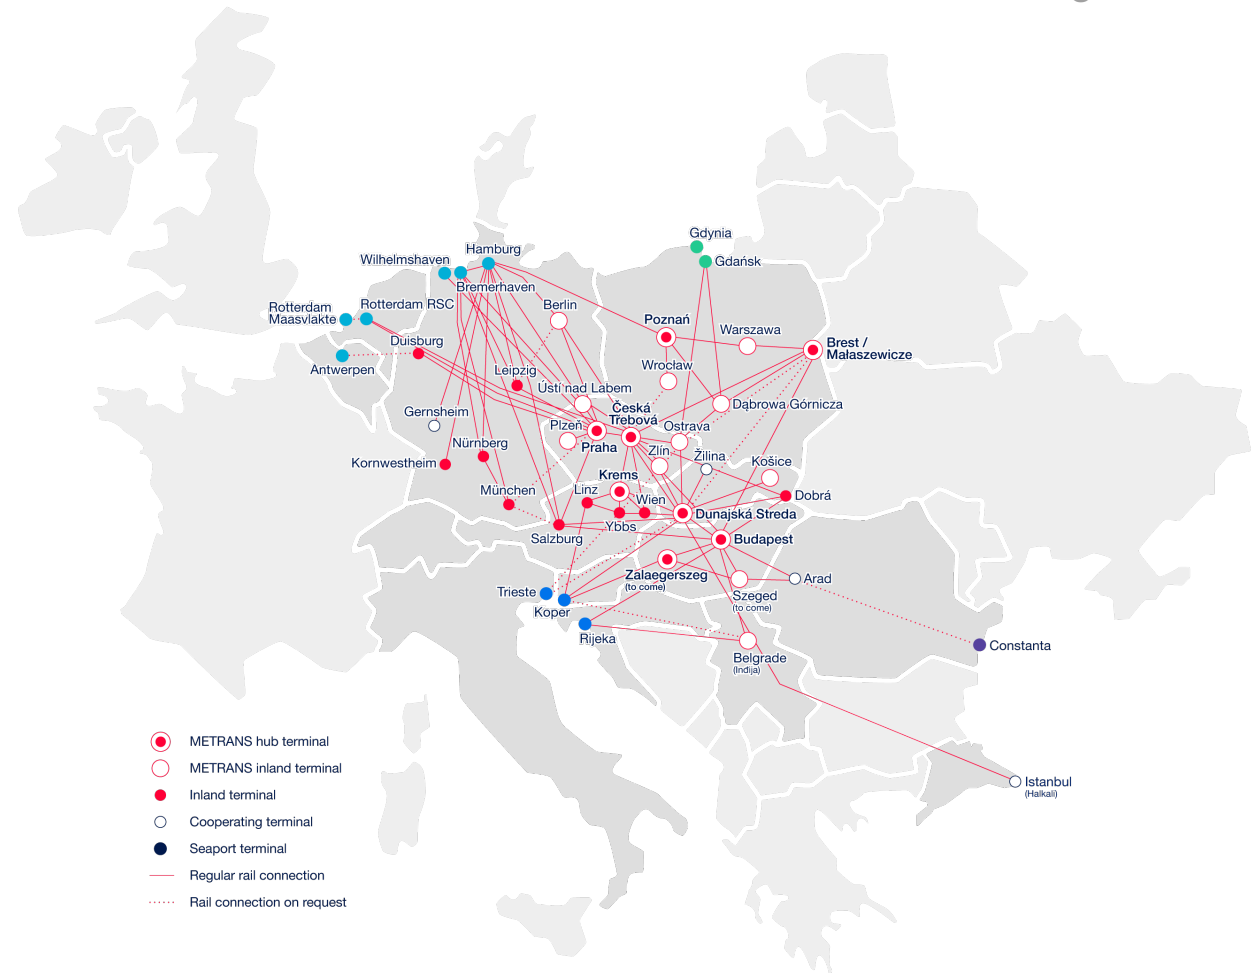 Gdynia
Gdańsk
Hamburg
Wilhelmshaven
Bremerhaven
Rotterdam
Maasvlakte
Rotterdam RSC
Berlin
Poznań
Warszawa
Brest /
Małaszewicze
Duisburg
Antwerpen
Leipzig
Wrocław
Ústí nad Labem
Dąbrowa Górnicza
Gernsheim
Česká
Třebová
Plzeň
Ostrava
Praha
Nürnberg
Zlín
Žilina
Košice
Kornwestheim
Krems
München
Linz
Wien
Dobrá
Ybbs
Dunajská Streda
Salzburg
Budapest
Zalaegerszeg
(to come)
Arad
Trieste
Szeged
(to come)
Koper
Rijeka
Constanta
Belgrade
(Inđija)
METRANS hub terminal
METRANS inland terminal
Istanbul
(Halkali)
Inland terminal
Cooperating terminal
Seaport terminal
Regular rail connection
Rail connection on request